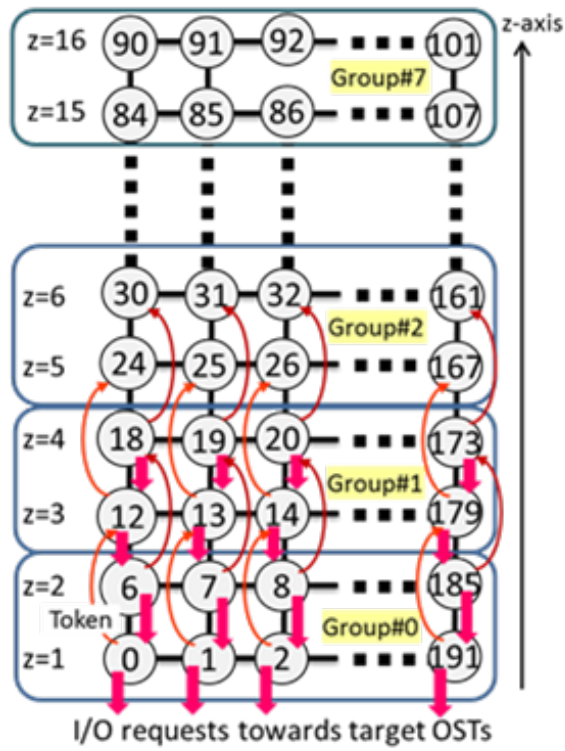 z-axis
z=16 90 91 92 101
Group#7
z=15 84 85 86 107
z=6 30 31 32 161
Group#2
z=5 24 25 26 167
z=4 18 19 20 173
Group#1
z=3 12 13 14 179
z=2 6 7 8 185
Token Group#0
z=1 0 1 2 191
I/O requests towards target OSTs